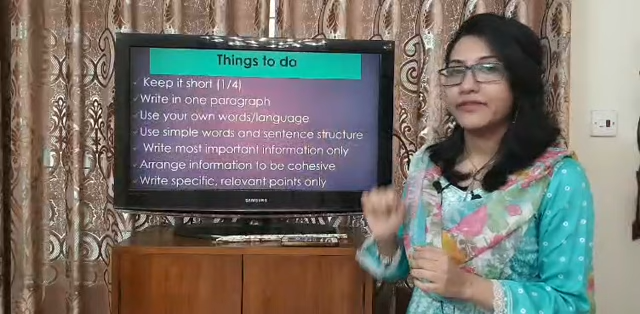 Things to do
Keep it short (1/4)
Write in one paragraph
Use your own words/language
Use simple words and sentence structure
Write most important information only
Arrange information to be cohesive
Write specific, relevant points only
SAMSUNG